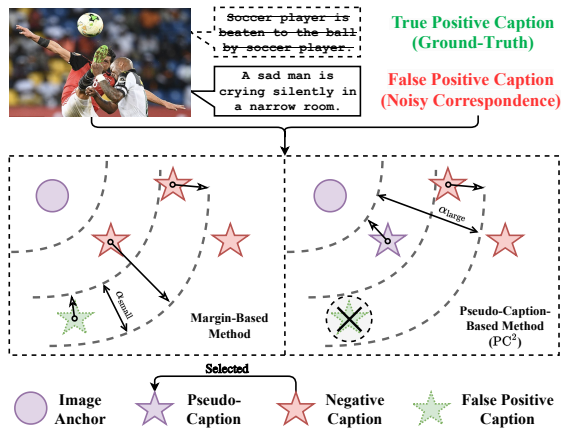 Soccer player is
beaten to the ball
by soccer player.
True Positive Caption
(Ground-Truth)
A sad man is
crying silently in
a narrow room.
False Positive Caption
(Noisy Correspondence)
αsmall
Margin-Based
Method
αlarge
Pseudo-Caption-
Based Method
(PC²)
Selected
Image
Anchor
Pseudo-
Caption
Negative
Caption
False Positive
Caption